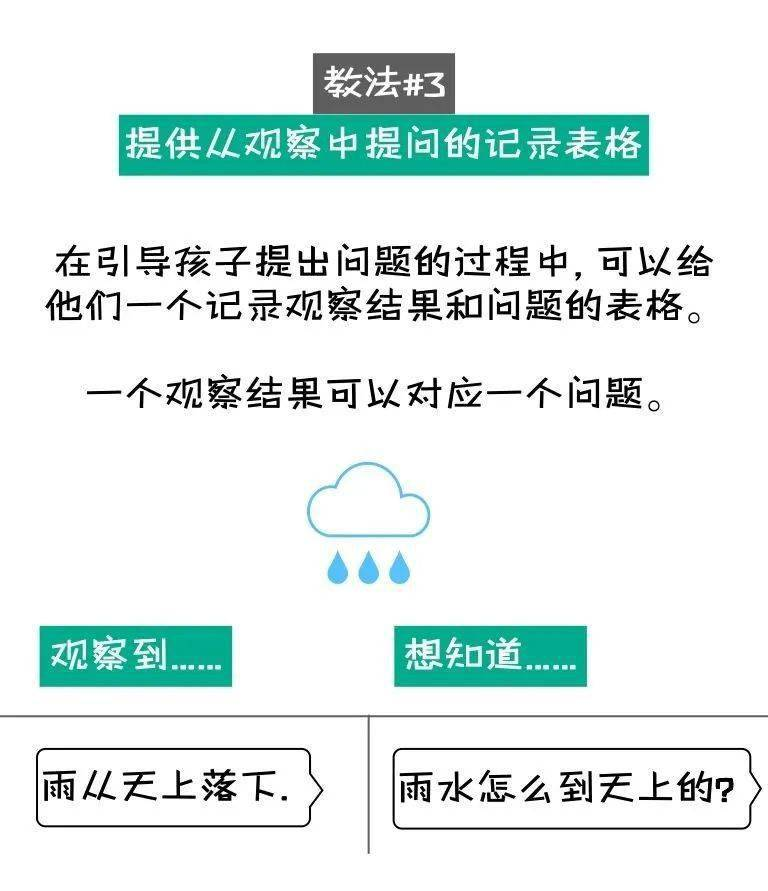 教法#3
提供从观察中提问的记录表格
在引导孩子提出问题的过程中,可以给
他们一个记录观察结果和问题的表格。
一个观察结果可以对应一个问题。
观察到......
想知道......
雨从天上落下.
雨水怎么到天上的?